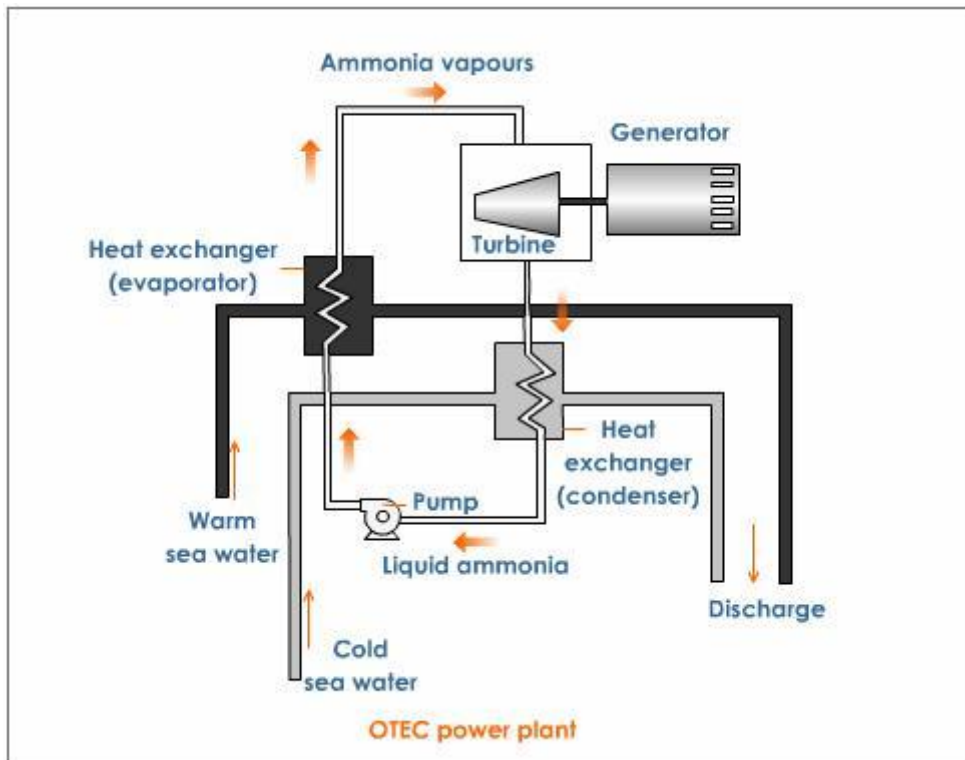 Ammonia vapours
Generator
Turbine
Heat exchanger
(evaporator)
Heat
exchanger
(condenser)
Pump
Warm
sea water
Liquid ammonia
Discharge
Cold
sea water
OTEC power plant